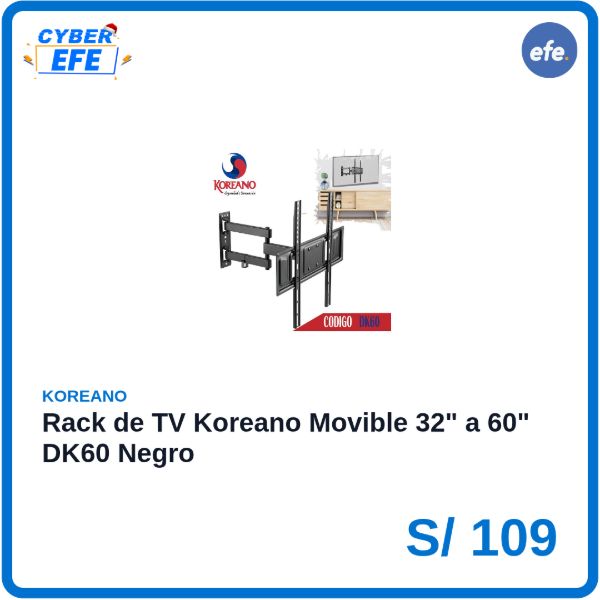 CYBER
EFE
efe.
KOREANO
CODIGO DK60
KOREANO
Rack de TV Koreano Movible 32" a 60"
DK60 Negro
S/ 109